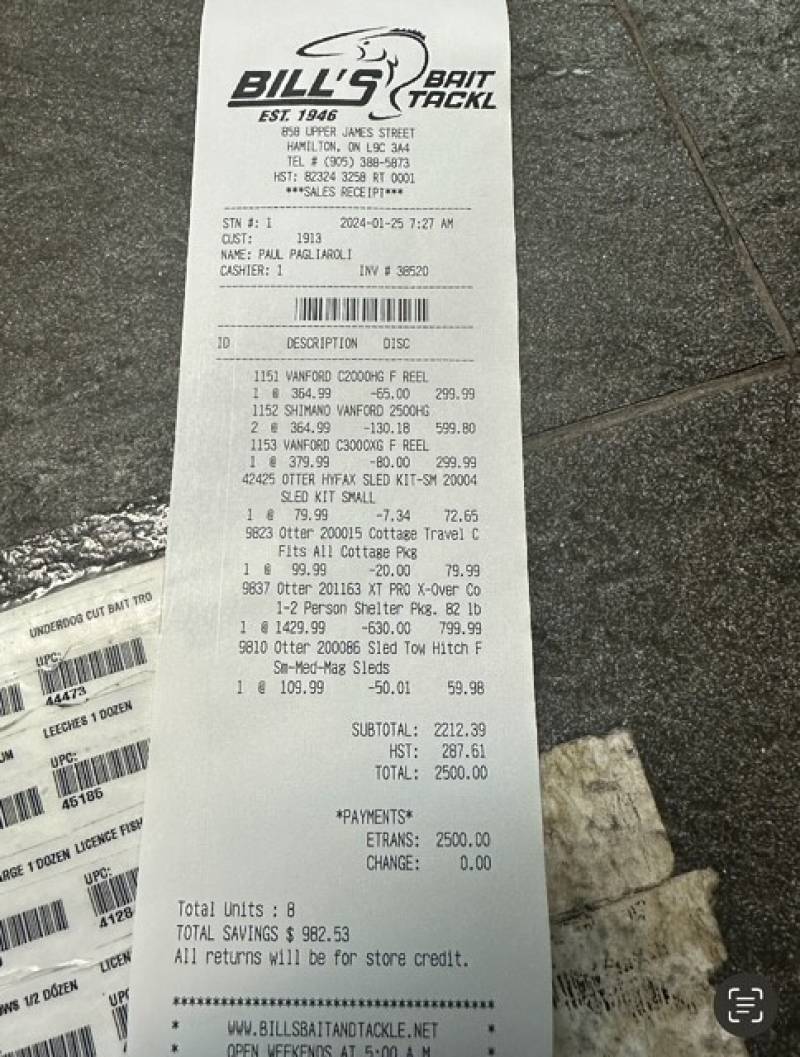 BILL'S BAIT
TACKL
EST. 1946
858 UPPER JAMES STREET
HAMILTON, ON L9C 3A4
TEL # (905) 388-5873
HST: 82324 3258 RT 0001
***SALES RECEIPT***
STN #: 1 2024-01-25 7:27 AM
CUST: 1913
NAME: PAUL PAGLIAROLI
CASHIER: 1 INV # 38520
ID DESCRIPTION DISC
1151 VANFORD C2000HG F REEL
1 @ 364.99 -65.00 299.99
1152 SHIMANO VANFORD 2500HG
2 @ 364.99 -130.18 599.80
1153 VANFORD C3000XG F REEL
1 @ 379.99 -80.00 299.99
42425 OTTER HYFAX SLED KIT-SM 20004
SLED KIT SMALL
1 @ 79.99 -7.34 72.65
9823 Otter 200015 Cottage Travel C
Fits All Cottage Pkg
1 @ 99.99 -20.00 79.99
9837 Otter 201163 XT PRO X-Over Co
1-2 Person Shelter Pkg. 82 lb
1 @ 1429.99 -630.00 799.99
9810 Otter 200086 Sled Tow Hitch F
Sm-Med-Mag Sleds
1 @ 109.99 -50.01 59.98
SUBTOTAL: 2212.39
HST: 287.61
TOTAL: 2500.00
*PAYMENTS*
ETRANS: 2500.00
CHANGE: 0.00
Total Units : 8
TOTAL SAVINGS $ 982.53
All returns will be for store credit.
****************************************
* WWW.BILLSBAITANDTACKLE.NET *
* OPEN WEEKENDS AT 5:00 A.M. *
UNDERDOG CUT BAIT TRO
UPC:
44473
LEECHES 1 DOZEN
UM
UPC:
45185
ARGE 1 DOZEN LICENCE FISH
UPC:
4128
LICEN
OWS 1/2 DOZEN
UPC